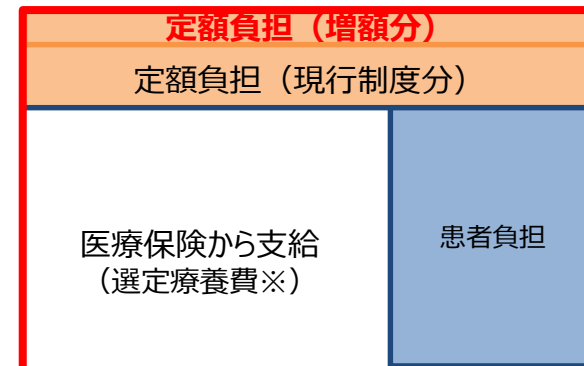 定額負担（増額分）
定額負担（現行制度分）
医療保険から支給
（選定療養費※）
患者負担